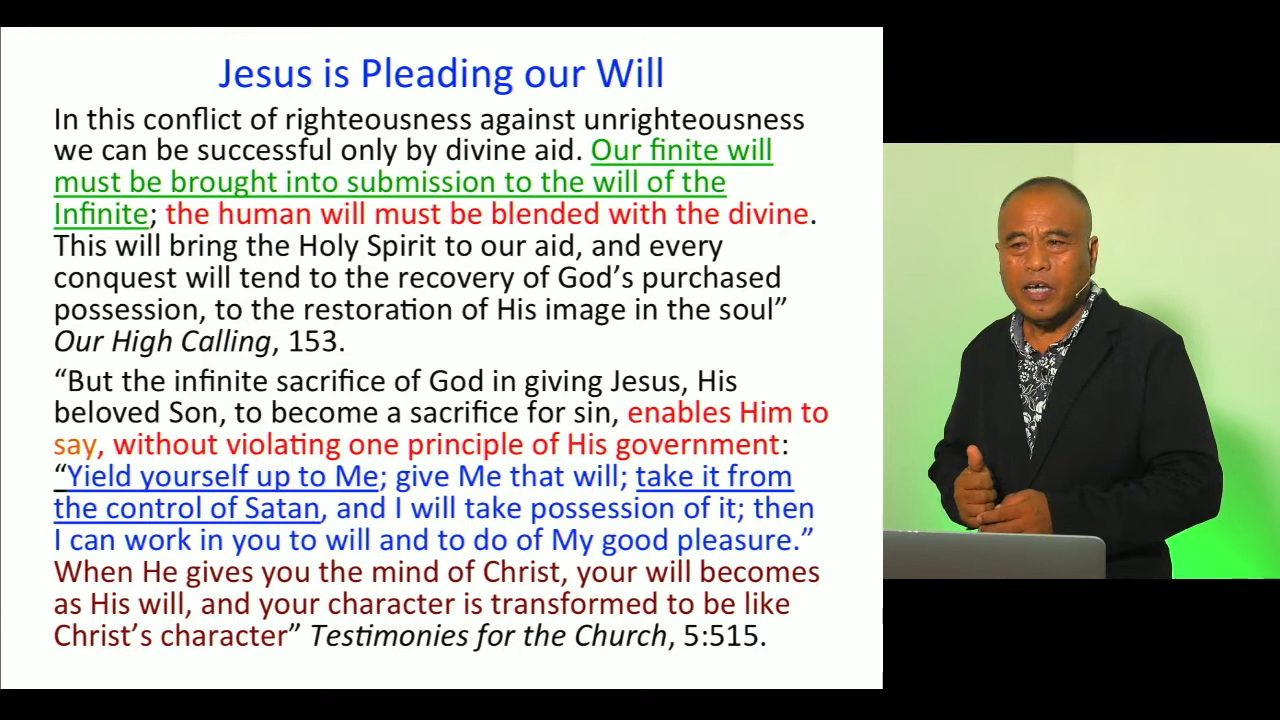 Jesus is Pleading our Will
In this conflict of righteousness against unrighteousness
we can be successful only by divine aid. Our finite will
must be brought into submission to the will of the
Infinite; the human will must be blended with the divine.
This will bring the Holy Spirit to our aid, and every
conquest will tend to the recovery of God’s purchased
possession, to the restoration of His image in the soul”
Our High Calling, 153.
“But the infinite sacrifice of God in giving Jesus, His
beloved Son, to become a sacrifice for sin, enables Him to
say, without violating one principle of His government:
“Yield yourself up to Me; give Me that will; take it from
the control of Satan, and I will take possession of it; then
I can work in you to will and to do of My good pleasure.”
When He gives you the mind of Christ, your will becomes
as His will, and your character is transformed to be like
Christ’s character” Testimonies for the Church, 5:515.